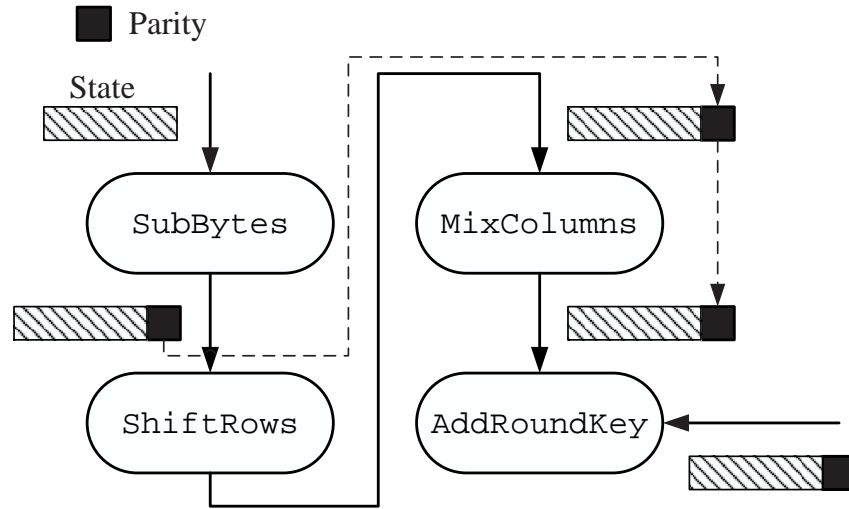 Parity
State
SubBytes
MixColumns
ShiftRows
AddRoundKey